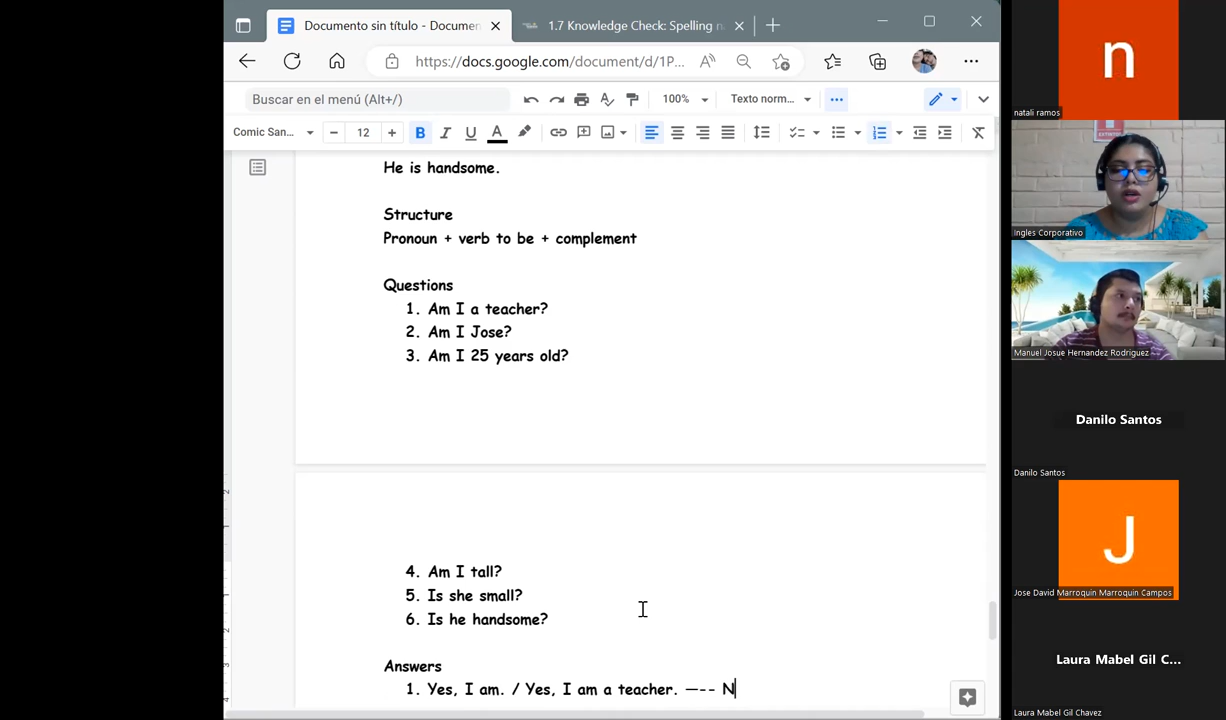 Documento sin título - Documen
1.7 Knowledge Check: Spelling n
https://docs.google.com/document/d/1P...
Buscar en el menú (Alt+/)
100%
Texto norm...
Comic San...
12
He is handsome.
Structure
Pronoun + verb to be + complement
Questions
1. Am I a teacher?
2. Am I Jose?
3. Am I 25 years old?
4. Am I tall?
5. Is she small?
6. Is he handsome?
Answers
1. Yes, I am. / Yes, I am a teacher. —-- N
n
natali ramos
Ingles Corporativo
Manuel Josue Hernandez Rodriguez
Danilo Santos
Danilo Santos
J
Jose David Marroquin Marroquin Campos
Laura Mabel Gil C...
Laura Mabel Gil Chavez